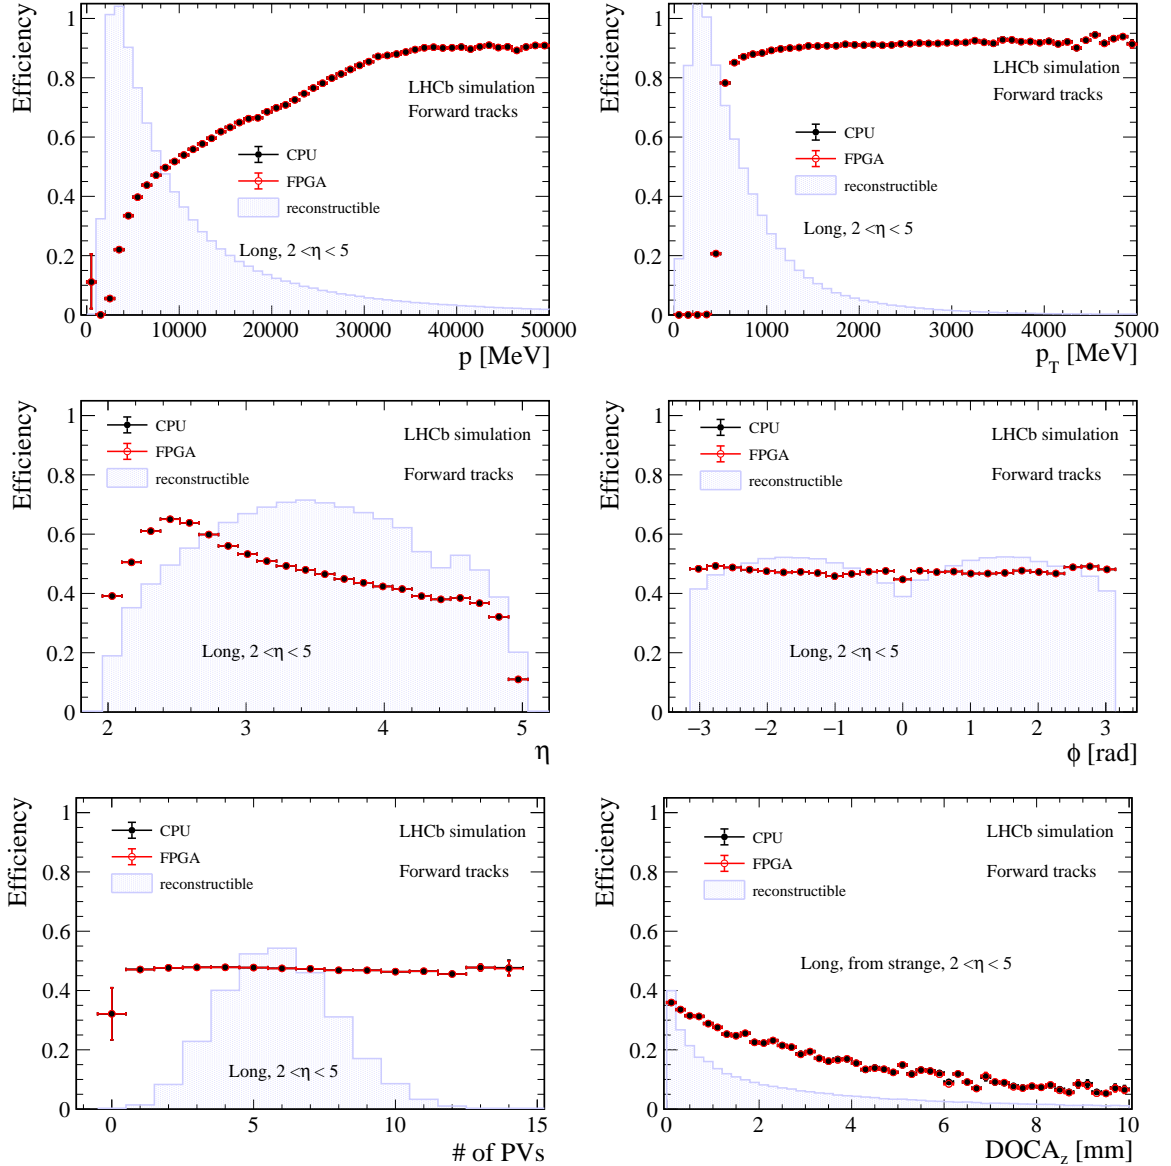 Efficiency
1
0.8
0.6
0.4
0.2
0
LHCb simulation
Forward tracks
CPU
FPGA
reconstructible
Long, 2 <η < 5
0 10000 20000 30000 40000 50000
p [MeV]
Efficiency
1
0.8
0.6
0.4
0.2
0
LHCb simulation
Forward tracks
CPU
FPGA
reconstructible
Long, 2 <η < 5
0 1000 2000 3000 4000 5000
p_T [MeV]
Efficiency
1
0.8
0.6
0.4
0.2
0
CPU
FPGA
reconstructible
LHCb simulation
Forward tracks
Long, 2 <η < 5
2 3 4 5
η
Efficiency
1
0.8
0.6
0.4
0.2
0
CPU
FPGA
reconstructible
LHCb simulation
Forward tracks
Long, 2 <η < 5
−3 −2 −1 0 1 2 3
ϕ [rad]
Efficiency
1
0.8
0.6
0.4
0.2
0
CPU
FPGA
reconstructible
LHCb simulation
Forward tracks
Long, 2 <η < 5
0 5 10 15
# of PVs
Efficiency
1
0.8
0.6
0.4
0.2
0
CPU
FPGA
reconstructible
LHCb simulation
Forward tracks
Long, from strange, 2 <η < 5
0 2 4 6 8 10
DOCA_z [mm]